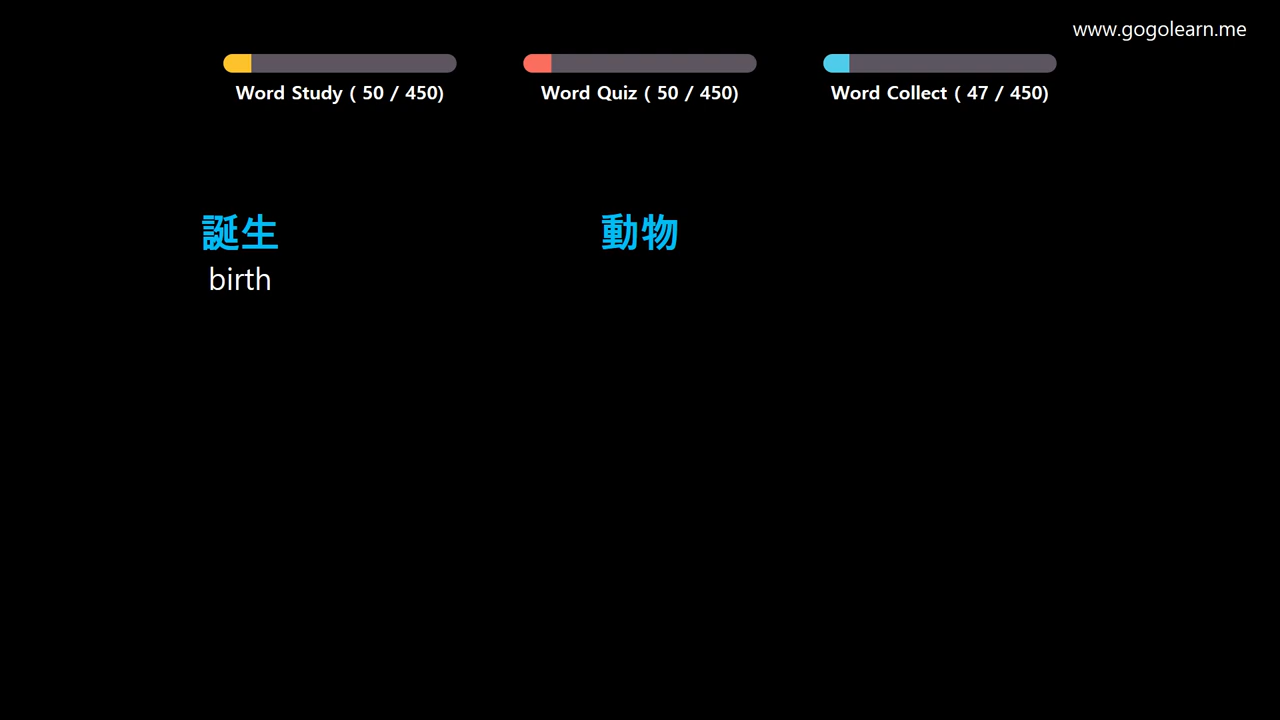 www.gogolearn.me
Word Study ( 50 / 450)
Word Quiz ( 50 / 450)
Word Collect ( 47 / 450)
誕生
動物
birth